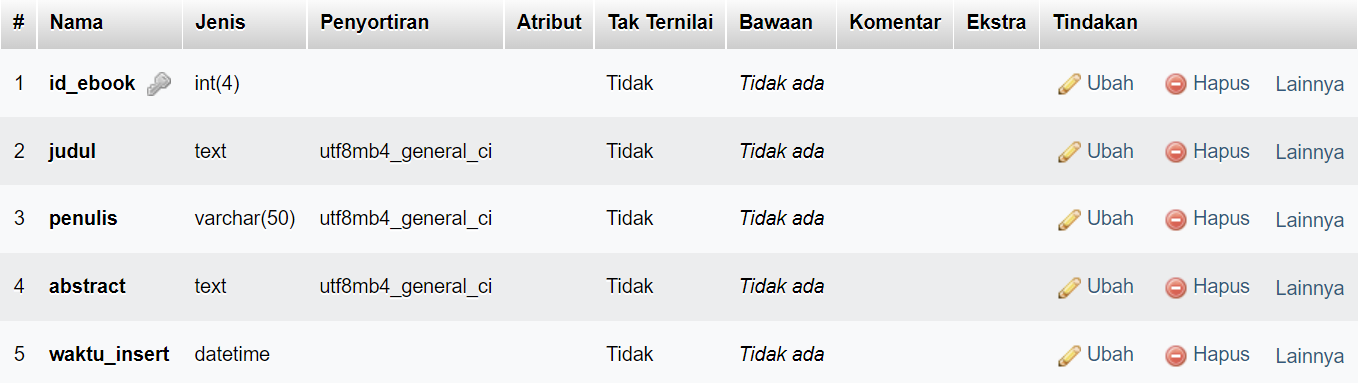 # Nama Jenis Penyortiran Atribut Tak Ternilai Bawaan Komentar Ekstra Tindakan
1 id_ebook int(4) Tidak Tidak ada Ubah Hapus Lainnya
2 judul text utf8mb4_general_ci Tidak Tidak ada Ubah Hapus Lainnya
3 penulis varchar(50) utf8mb4_general_ci Tidak Tidak ada Ubah Hapus Lainnya
4 abstract text utf8mb4_general_ci Tidak Tidak ada Ubah Hapus Lainnya
5 waktu_insert datetime Tidak Tidak ada Ubah Hapus Lainnya